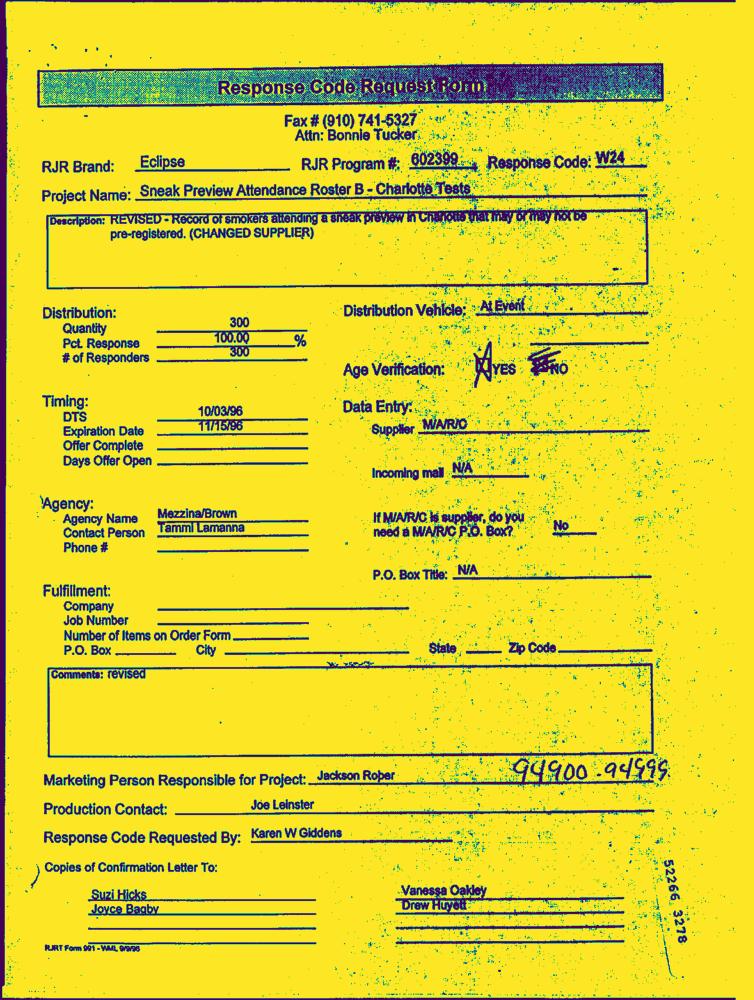 Response Code Request Form
Fax # (910) 741-5327
Attn: Bonnie Tucker
RJR Brand: Eclipse RJR Program #: 602399 Response Code: W24
Project Name: Sneak Preview Attendance Roster B - Charlotte Tests
Description: REVISED - Record of smokers attending a sneak preview in Charlotte that may or may not be
pre-registered. (CHANGED SUPPLIER)
Distribution: Distribution Vehicle: At Event
Quantity 300
Pct. Response 100.00 %
# of Responders 300
Age Verification: YES NO
Timing: Data Entry:
DTS 10/03/96
Expiration Date 11/15/96 Supplier M/A/R/C
Offer Complete
Days Offer Open
Incoming mail N/A
Agency:
Agency Name Mezzina/Brown If M/A/R/C is supplier, do you
Contact Person Tammi Lamanna need a M/A/R/C P.O. Box? No
Phone #
P.O. Box Title: N/A
Fulfillment:
Company
Job Number
Number of Items on Order Form
P.O. Box City State Zip Code
Comments: revised
94900-94999
Marketing Person Responsible for Project: Jackson Roper
Production Contact: Joe Leinster
Response Code Requested By: Karen W Giddens
Copies of Confirmation Letter To:
Suzi Hicks Vanessa Oakley
Joyce Bagby Drew Huyett
RJRT Form 991 - WML 9/9/96
52266 3278